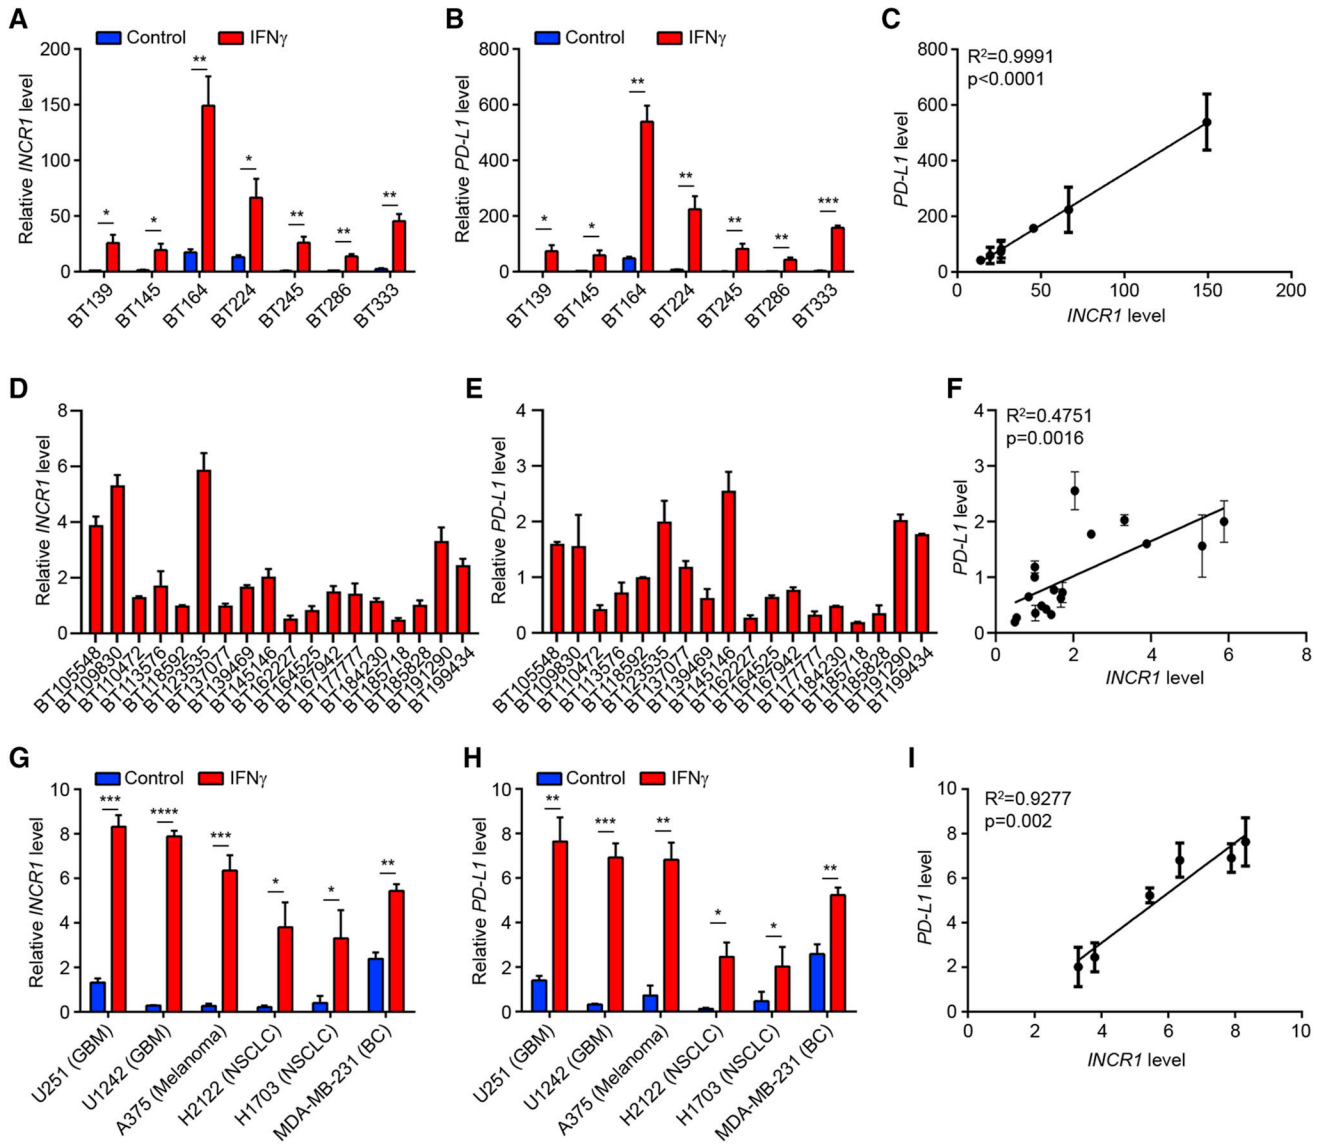 A
Control
IFNγ
Relative INCR1 level
200
150
100
50
0
**
*
*
*
**
**
**
BT139
BT145
BT164
BT224
BT245
BT286
BT333
B
Control
IFNγ
Relative PD-L1 level
800
600
400
200
0
*
*
**
**
**
**
***
BT139
BT145
BT164
BT224
BT245
BT286
BT333
C
R²=0.9991
p<0.0001
PD-L1 level
800
600
400
200
0
0
50
100
150
200
INCR1 level
D
Relative INCR1 level
8
6
4
2
0
BT105548
BT109830
BT110472
BT113576
BT118592
BT123535
BT137077
BT139469
BT145146
BT162227
BT164525
BT167942
BT177777
BT184230
BT185718
BT185828
BT191290
BT199434
E
Relative PD-L1 level
4
3
2
1
0
BT105548
BT109830
BT110472
BT113576
BT118592
BT123535
BT137077
BT139469
BT145146
BT162227
BT164525
BT167942
BT177777
BT184230
BT185718
BT185828
BT191290
BT199434
F
R²=0.4751
p=0.0016
PD-L1 level
4
3
2
1
0
0
2
4
6
8
INCR1 level
G
Control
IFNγ
Relative INCR1 level
10
8
6
4
2
0
***
****
***
*
*
**
U251 (GBM)
U1242 (GBM)
A375 (Melanoma)
H2122 (NSCLC)
H1703 (NSCLC)
MDA-MB-231 (BC)
H
Control
IFNγ
Relative PD-L1 level
10
8
6
4
2
0
**
***
**
*
*
**
U251 (GBM)
U1242 (GBM)
A375 (Melanoma)
H2122 (NSCLC)
H1703 (NSCLC)
MDA-MB-231 (BC)
I
R²=0.9277
p=0.002
PD-L1 level
10
8
6
4
2
0
0
2
4
6
8
10
INCR1 level